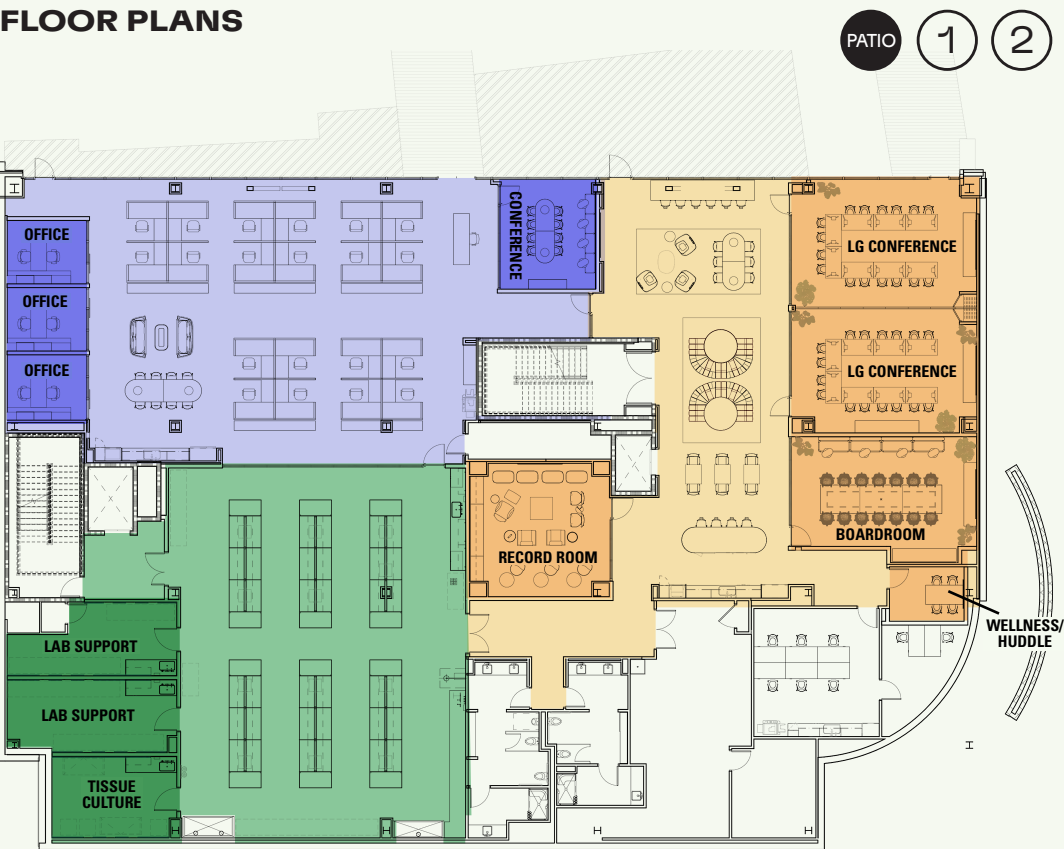 FLOOR PLANS
PATIO
1
2
OFFICE
OFFICE
OFFICE
CONFERENCE
LG CONFERENCE
LG CONFERENCE
BOARDROOM
RECORD ROOM
WELLNESS/
HUDDLE
LAB SUPPORT
LAB SUPPORT
TISSUE
CULTURE